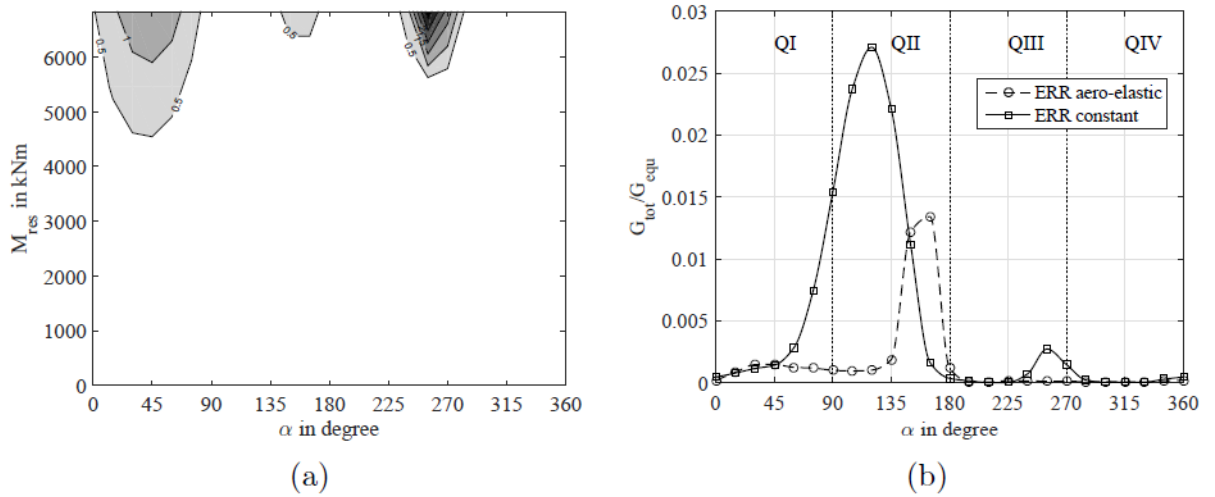 6000
5000
4000
3000
2000
1000
0
M_res in kNm
0.5
1
0.5
0.5
0.5
0.5
0 45 90 135 180 225 270 315 360
α in degree
(a)
0.03
0.025
0.02
0.015
0.01
0.005
0
G_tot/G_equ
QI QII QIII QIV
ERR aero-elastic
ERR constant
0 45 90 135 180 225 270 315 360
α in degree
(b)